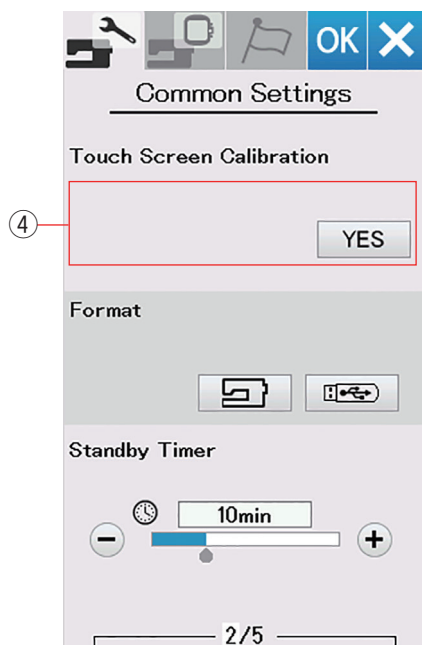 OK
Common Settings
Touch Screen Calibration
④
YES
Format
Standby Timer
10min
2/5